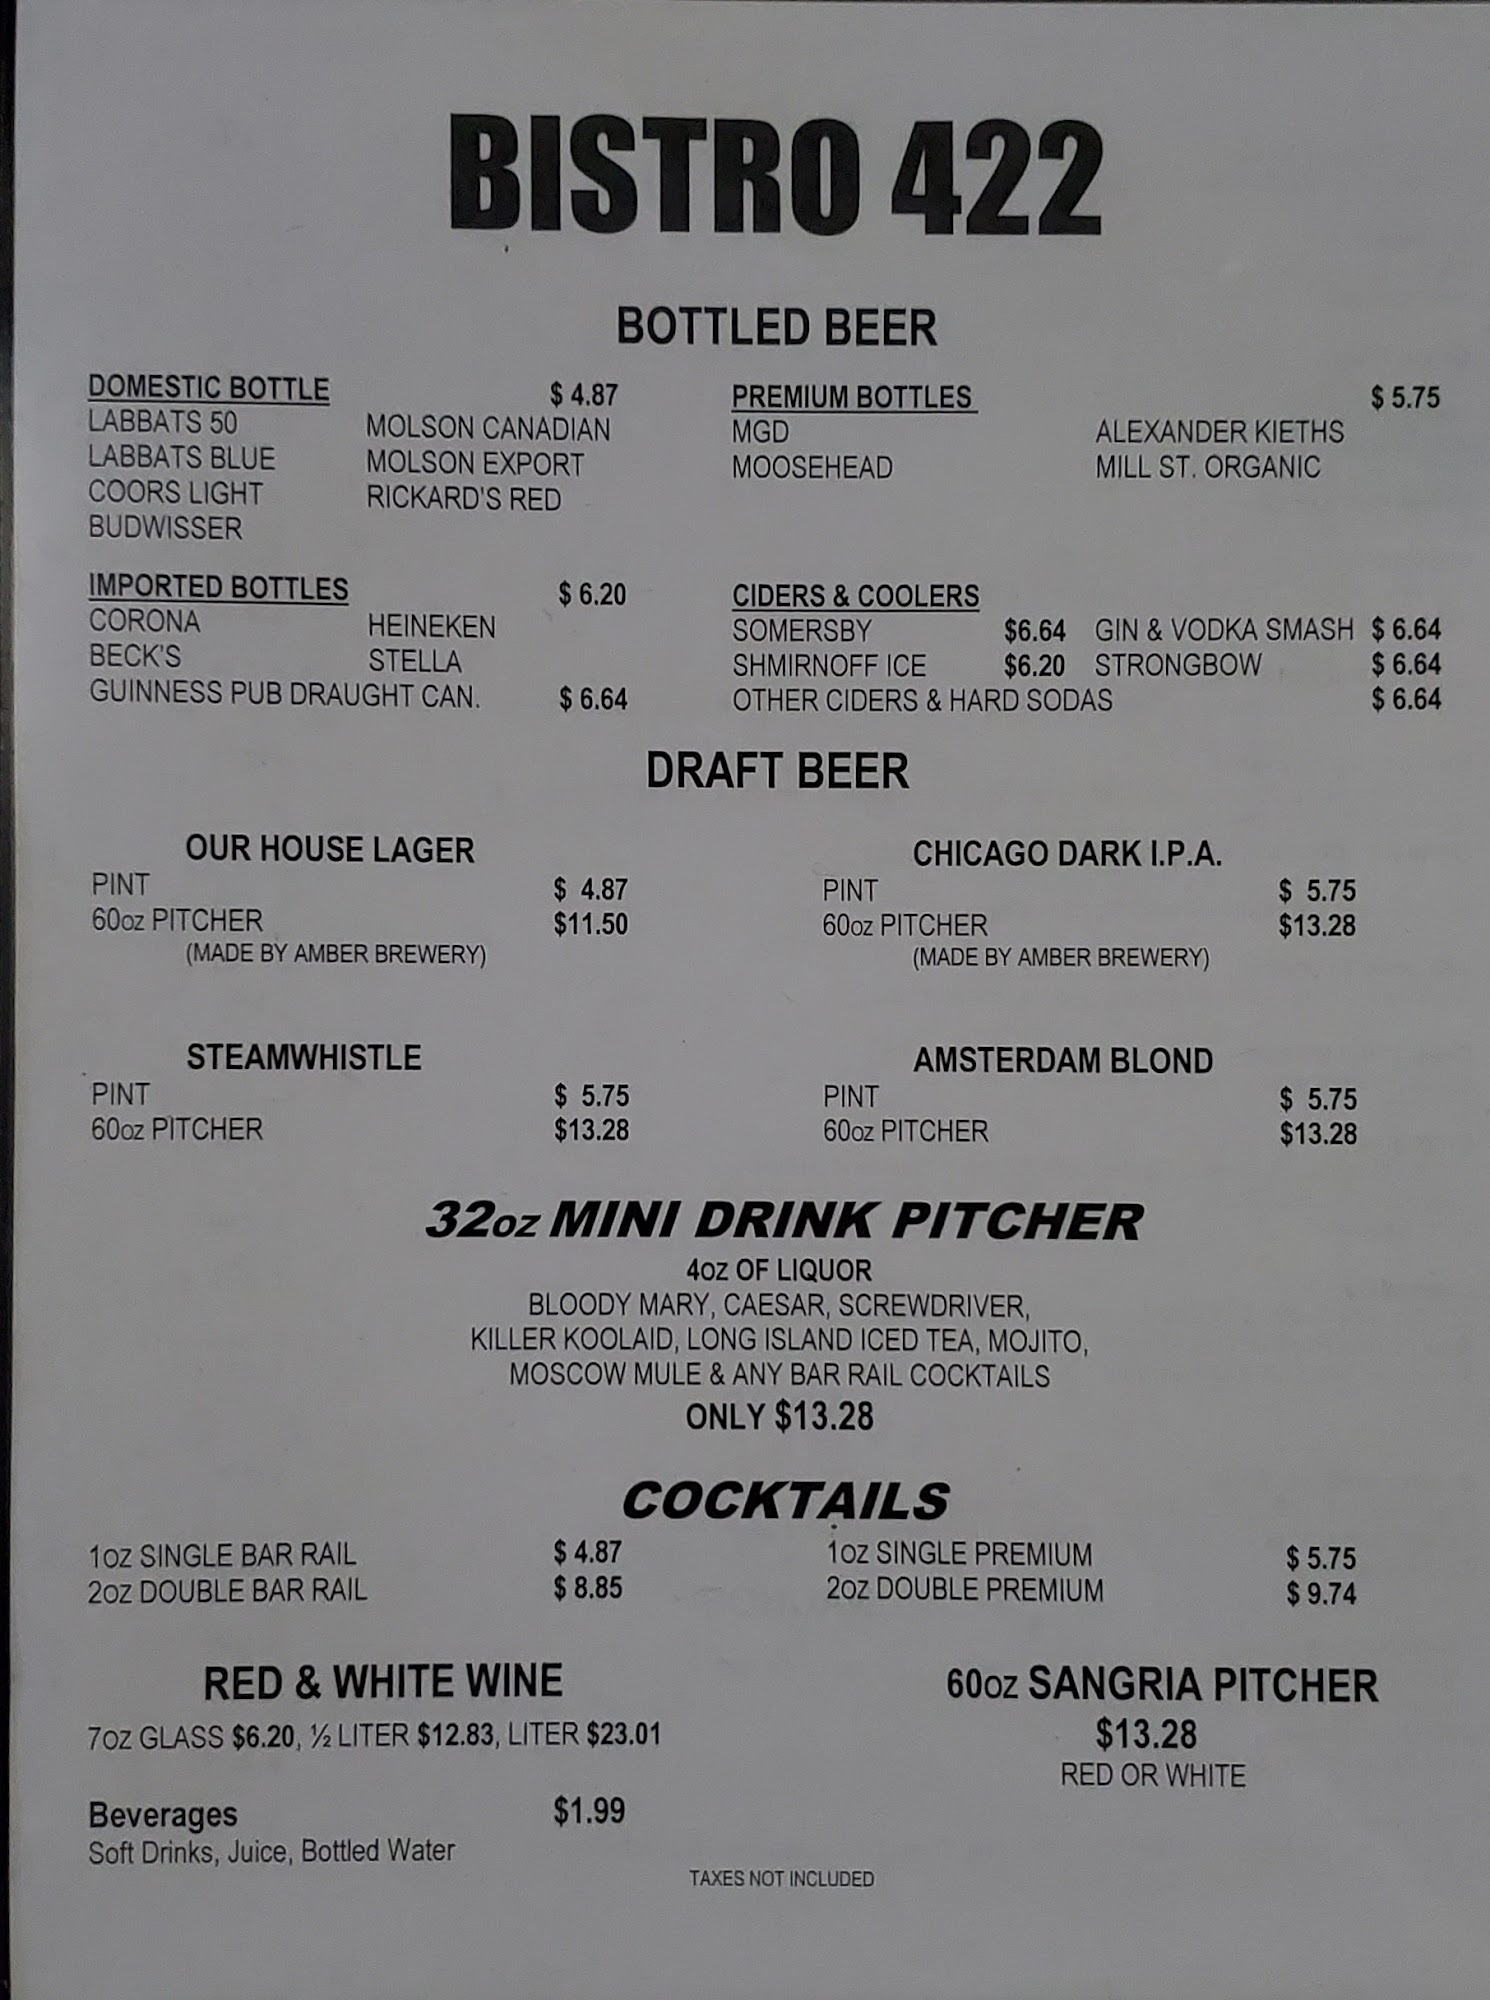 BISTRO 422
BOTTLED BEER
DOMESTIC BOTTLE $ 4.87
LABBATS 50 MOLSON CANADIAN
LABBATS BLUE MOLSON EXPORT
COORS LIGHT RICKARD'S RED
BUDWISSER
PREMIUM BOTTLES $ 5.75
MGD ALEXANDER KIETHS
MOOSEHEAD MILL ST. ORGANIC
IMPORTED BOTTLES $ 6.20
CORONA HEINEKEN
BECK'S STELLA
GUINNESS PUB DRAUGHT CAN. $ 6.64
CIDERS & COOLERS
SOMERSBY $6.64 GIN & VODKA SMASH $ 6.64
SHMIRNOFF ICE $6.20 STRONGBOW $ 6.64
OTHER CIDERS & HARD SODAS $ 6.64
DRAFT BEER
OUR HOUSE LAGER
PINT $ 4.87
60oz PITCHER $11.50
(MADE BY AMBER BREWERY)
CHICAGO DARK I.P.A.
PINT $ 5.75
60oz PITCHER $13.28
(MADE BY AMBER BREWERY)
STEAMWHISTLE
PINT $ 5.75
60oz PITCHER $13.28
AMSTERDAM BLOND
PINT $ 5.75
60oz PITCHER $13.28
32oz MINI DRINK PITCHER
4oz OF LIQUOR
BLOODY MARY, CAESAR, SCREWDRIVER,
KILLER KOOLAID, LONG ISLAND ICED TEA, MOJITO,
MOSCOW MULE & ANY BAR RAIL COCKTAILS
ONLY $13.28
COCKTAILS
1oz SINGLE BAR RAIL $ 4.87
2oz DOUBLE BAR RAIL $ 8.85
1oz SINGLE PREMIUM $ 5.75
2oz DOUBLE PREMIUM $ 9.74
RED & WHITE WINE
7oz GLASS $6.20, ½ LITER $12.83, LITER $23.01
60oz SANGRIA PITCHER
$13.28
RED OR WHITE
Beverages $1.99
Soft Drinks, Juice, Bottled Water
TAXES NOT INCLUDED